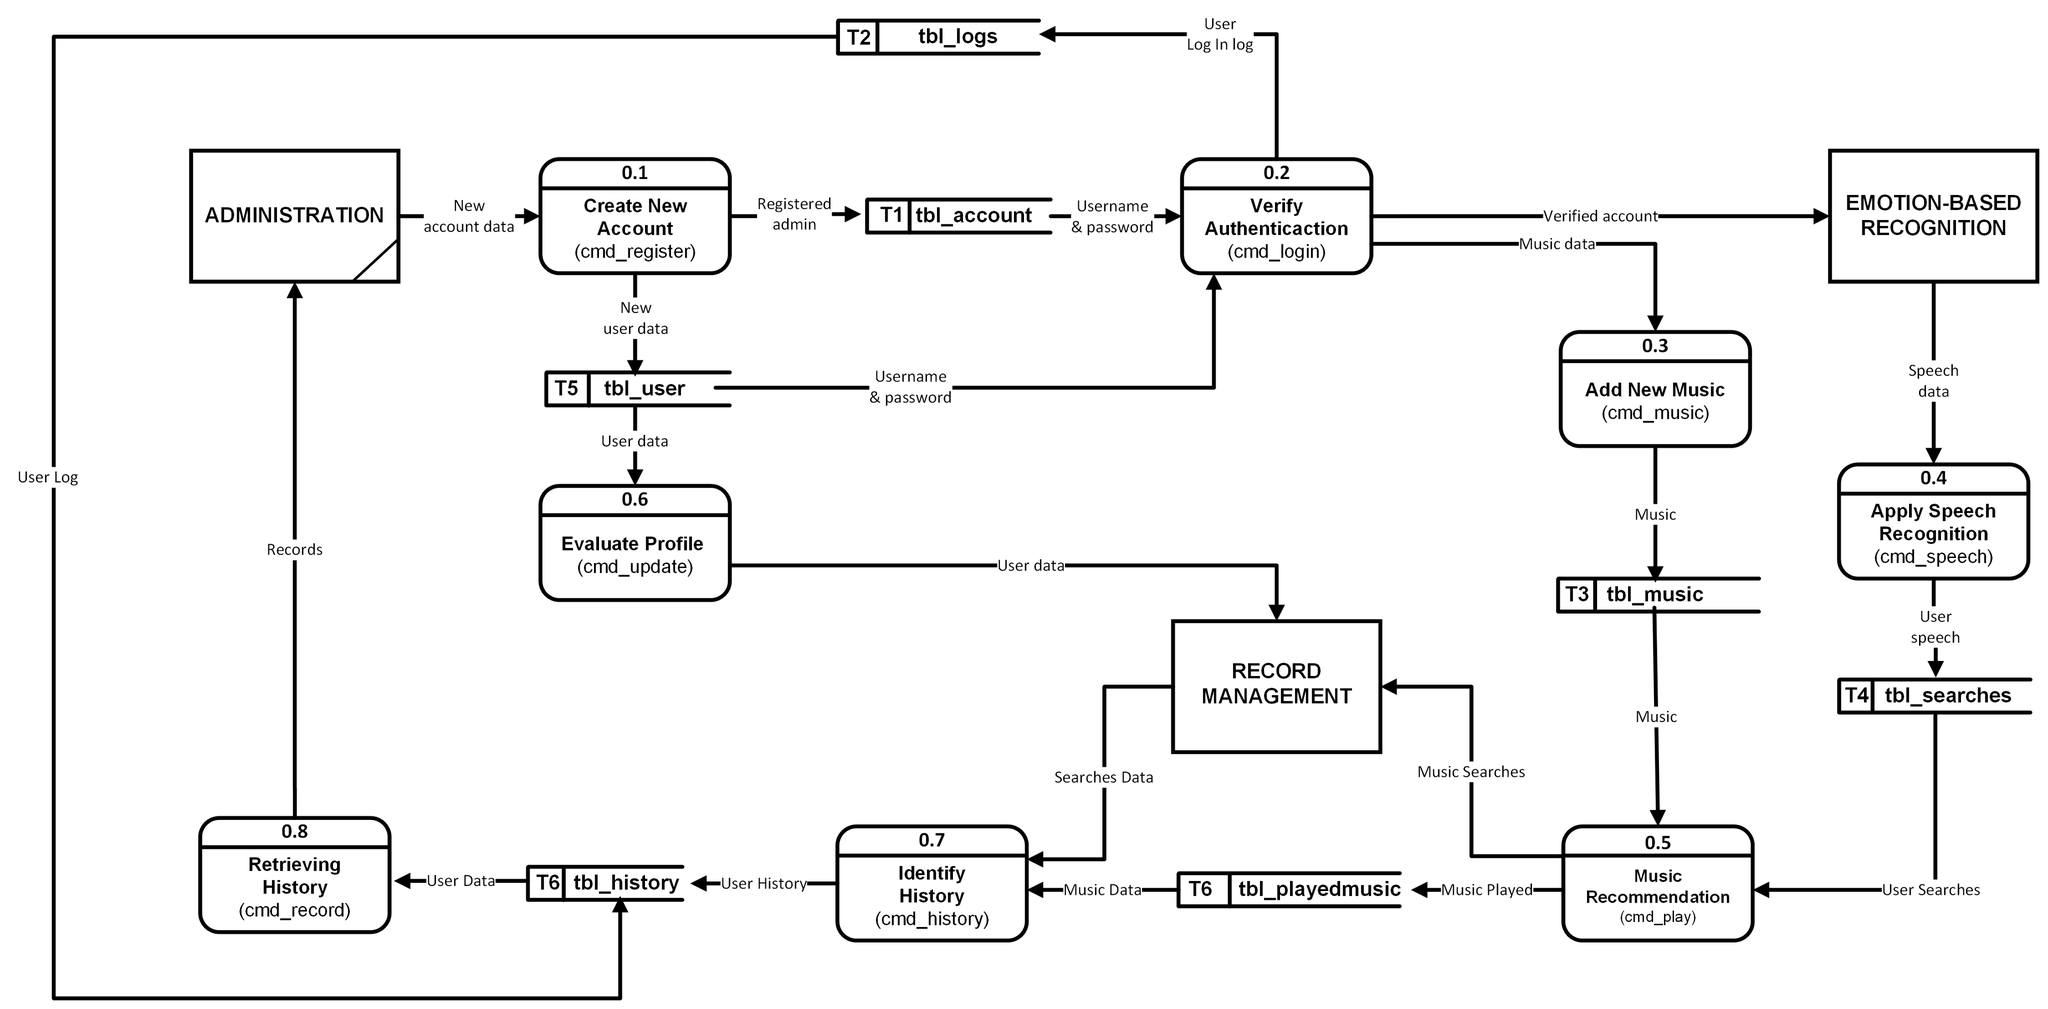 T2
tbl_logs
User
Log In log
ADMINISTRATION
New
account data
0.1
Create New
Account
(cmd_register)
Registered
admin
T1
tbl_account
Username
& password
0.2
Verify
Authenticaction
(cmd_login)
Verified account
Music data
EMOTION-BASED
RECOGNITION
New
user data
T5
tbl_user
Username
& password
0.3
Add New Music
(cmd_music)
Speech
data
User data
User Log
0.6
Evaluate Profile
(cmd_update)
User data
Records
Music
0.4
Apply Speech
Recognition
(cmd_speech)
T3
tbl_music
User
speech
RECORD
MANAGEMENT
T4
tbl_searches
Music
Searches Data
Music Searches
0.8
Retrieving
History
(cmd_record)
User Data
T6
tbl_history
User History
0.7
Identify
History
(cmd_history)
Music Data
T6
tbl_playedmusic
Music Played
0.5
Music
Recommendation
(cmd_play)
User Searches